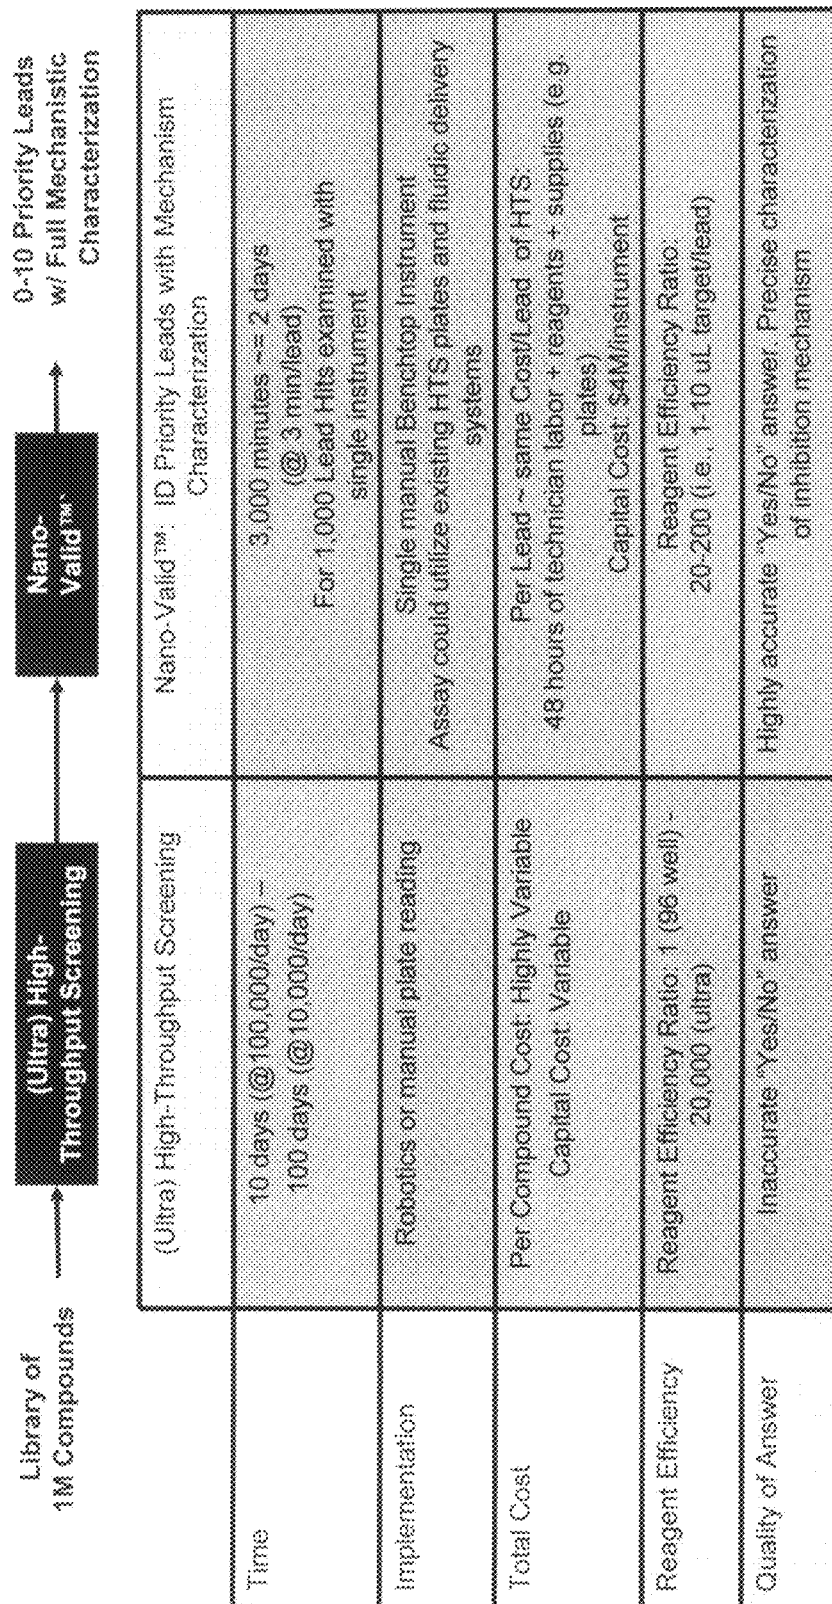 Library of
1M Compounds
(Ultra) High-
Throughput Screening
Nano-
Valid™
0-10 Priority Leads
w/ Full Mechanistic
Characterization
(Ultra) High-Throughput Screening
Nano-Valid™: ID Priority Leads with Mechanism
Characterization
Time
10 days (@100,000/day) –
100 days (@10,000/day)
3,000 minutes ~= 2 days
(@ 3 min/lead)
For 1,000 Lead Hits examined with
single instrument
Implementation
Robotics or manual plate reading
Single manual Benchtop Instrument
Assay could utilize existing HTS plates and fluidic delivery
systems
Total Cost
Per Compound Cost: Highly Variable
Capital Cost: Variable
Per Lead ~ same Cost/Lead of HTS:
48 hours of technician labor + reagents + supplies (e.g.
plates)
Capital Cost: $4M/instrument
Reagent Efficiency
Reagent Efficiency Ratio: 1 (96 well) -
20,000 (ultra)
Reagent Efficiency Ratio:
20-200 (i.e., 1-10 uL target/lead)
Quality of Answer
Inaccurate "Yes/No" answer
Highly accurate "Yes/No" answer. Precise characterization
of inhibition mechanism